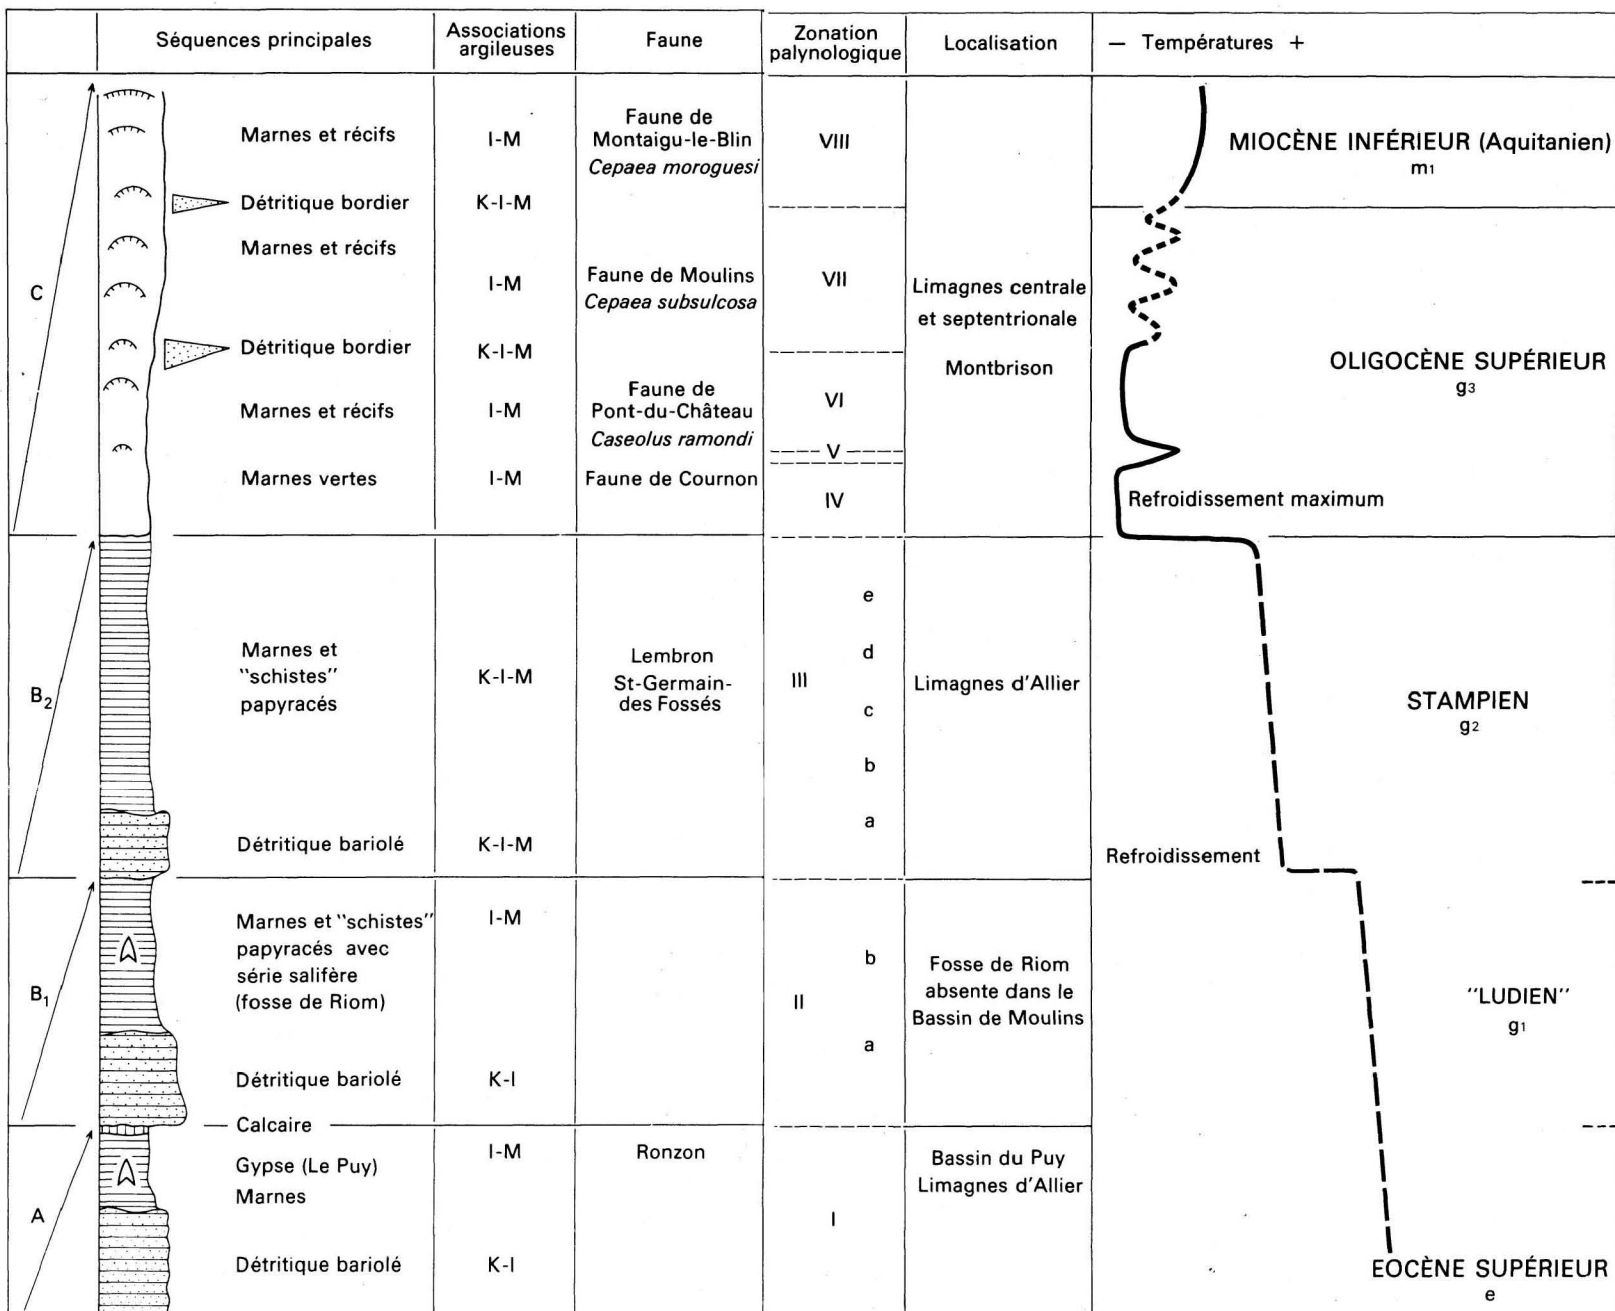 Séquences principales
Associations
argileuses
Faune
Zonation
palynologique
Localisation
− Températures +
C
Marnes et récifs
I-M
Faune de
Montaigu-le-Blin
Cepaea moroguesi
VIII
MIOCÈNE INFÉRIEUR (Aquitanien)
m1
Détritique bordier
K-I-M
Marnes et récifs
I-M
Faune de Moulins
Cepaea subsulcosa
VII
Limagnes centrale
et septentrionale
Montbrison
Détritique bordier
K-I-M
OLIGOCÈNE SUPÉRIEUR
g3
Marnes et récifs
I-M
Faune de
Pont-du-Château
Caseolus ramondi
VI
V
Marnes vertes
I-M
Faune de Cournon
IV
Refroidissement maximum
B2
Marnes et
"schistes"
papyracés
K-I-M
Lembron
St-Germain-
des Fossés
III
e
d
c
b
a
Limagnes d'Allier
STAMPIEN
g2
Détritique bariolé
K-I-M
Refroidissement
B1
Marnes et "schistes"
papyracés avec
série salifère
(fosse de Riom)
I-M
II
b
a
Fosse de Riom
absente dans le
Bassin de Moulins
"LUDIEN"
g1
Détritique bariolé
K-I
Calcaire
A
Gypse (Le Puy)
Marnes
I-M
Ronzon
I
Bassin du Puy
Limagnes d'Allier
Détritique bariolé
K-I
EOCÈNE SUPÉRIEUR
e